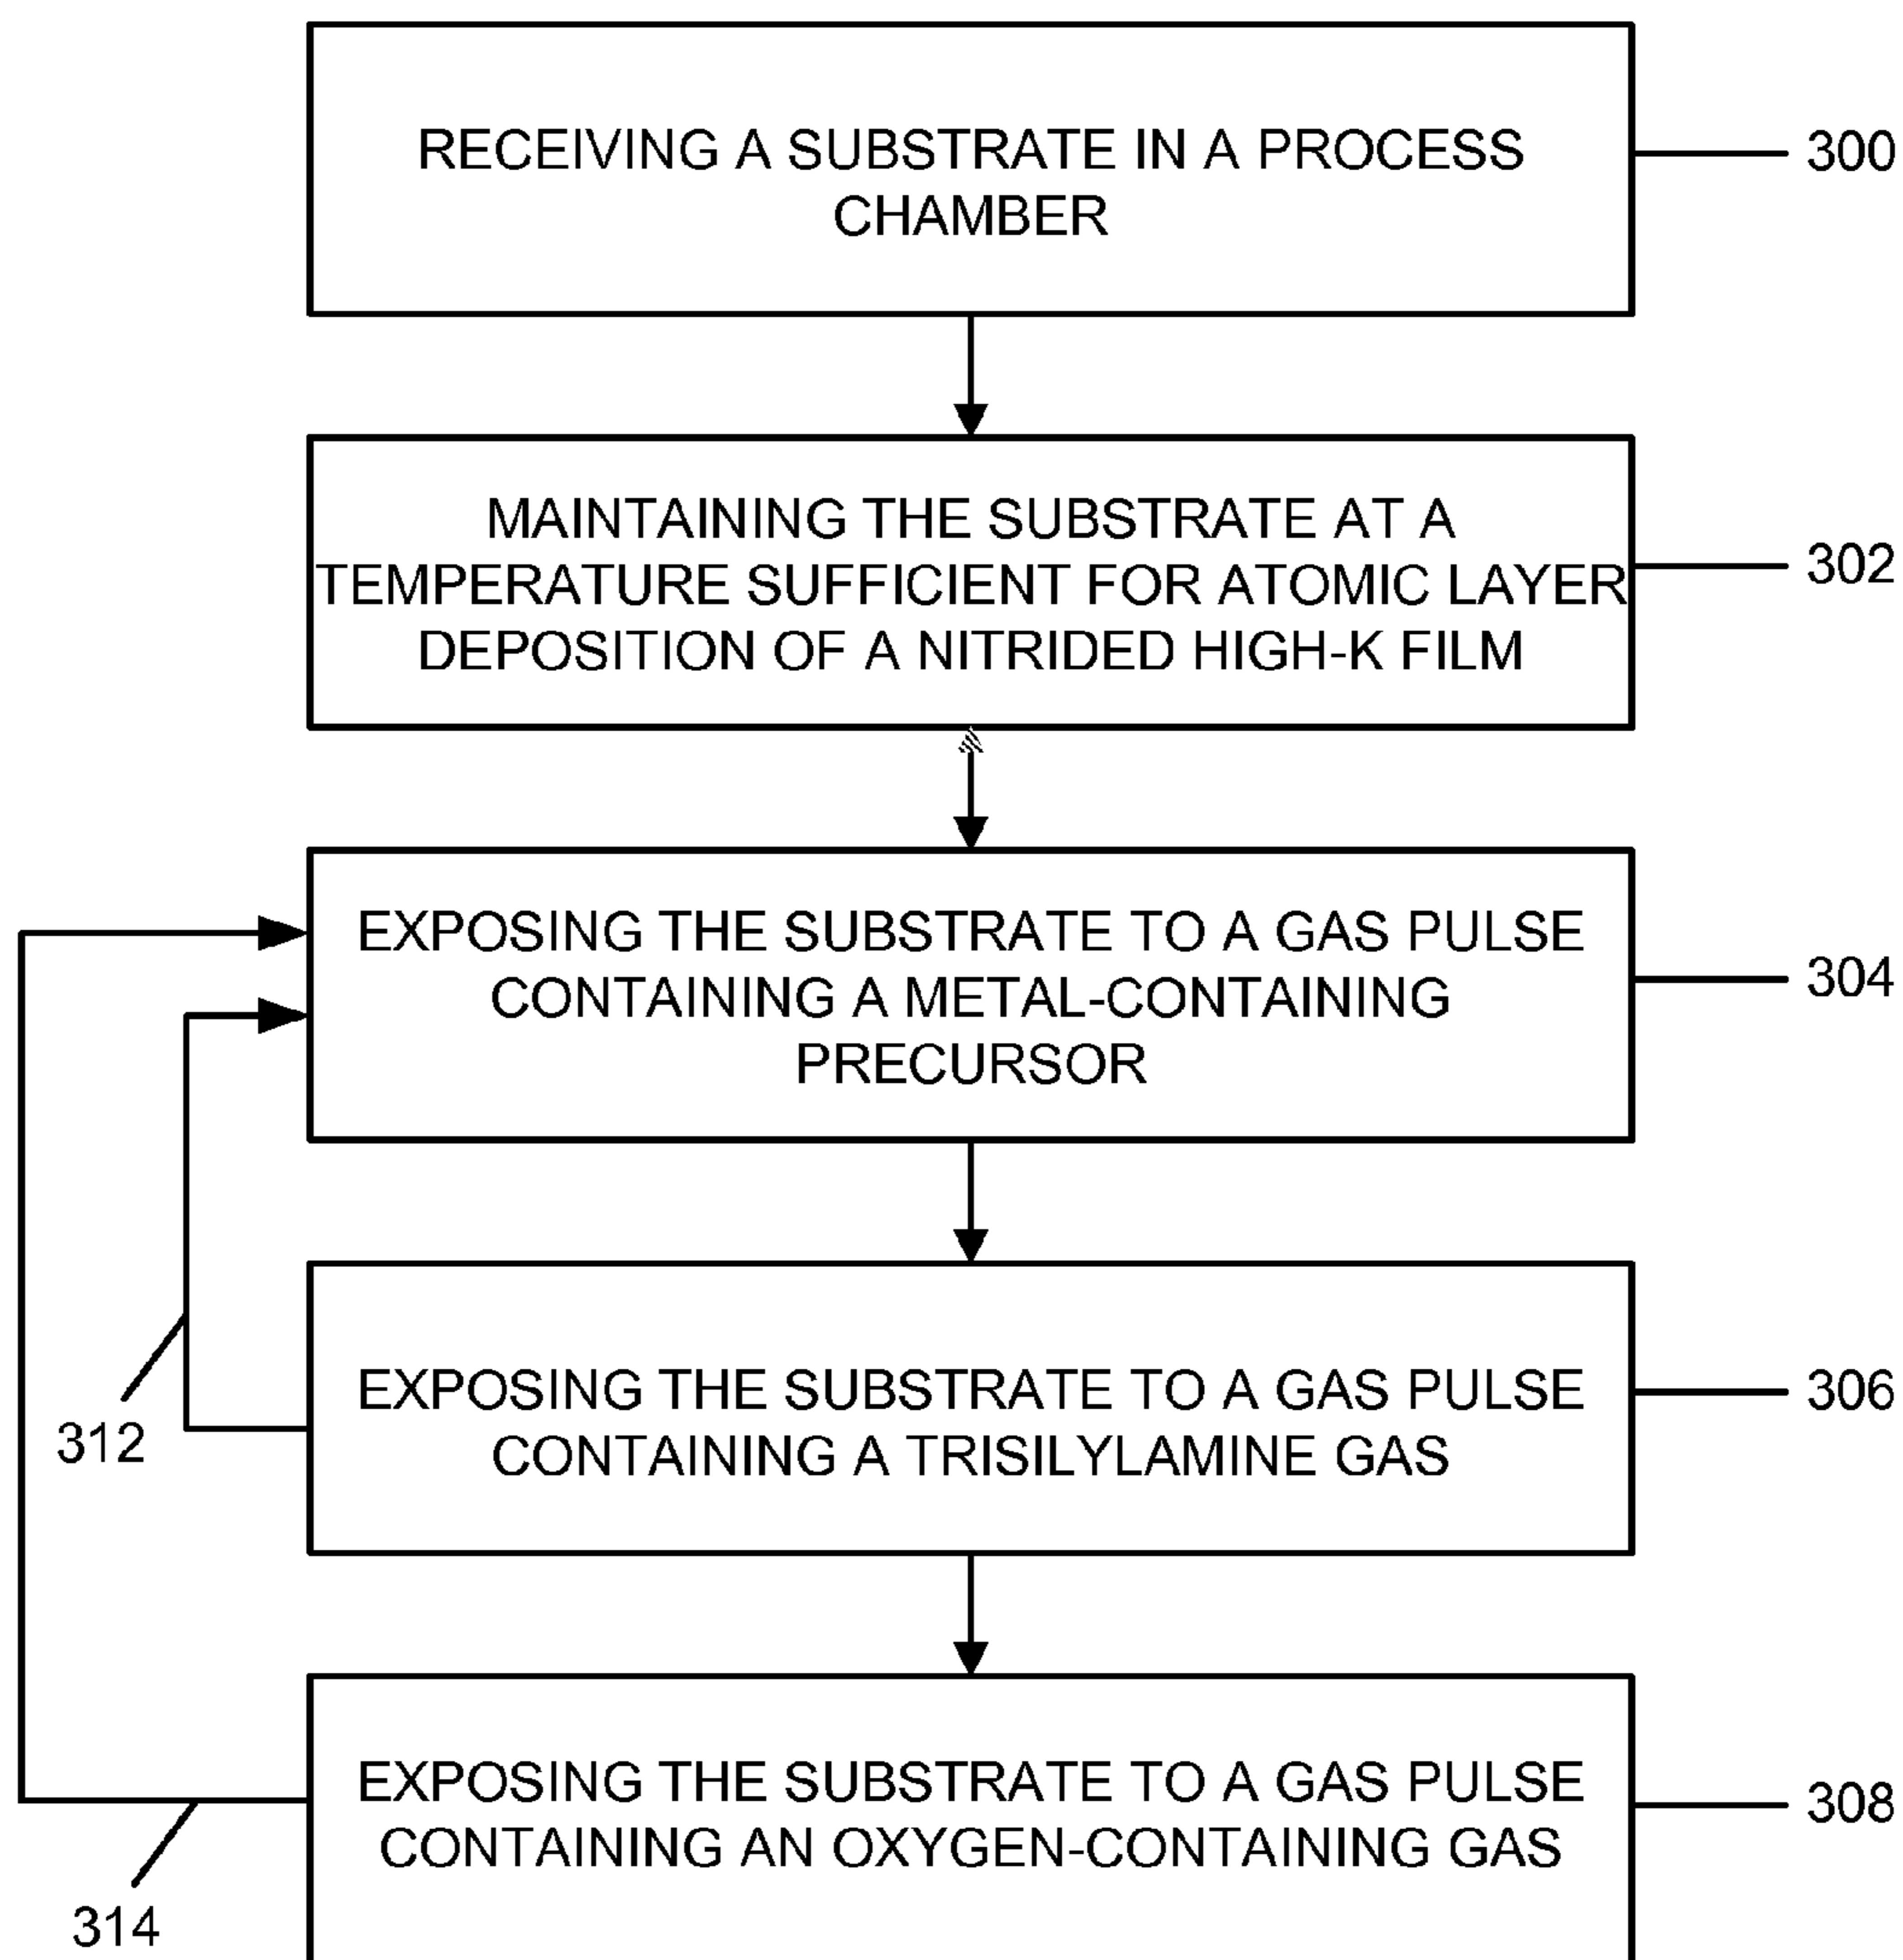 RECEIVING A SUBSTRATE IN A PROCESS
CHAMBER
300
MAINTAINING THE SUBSTRATE AT A
TEMPERATURE SUFFICIENT FOR ATOMIC LAYER
DEPOSITION OF A NITRIDED HIGH-K FILM
302
EXPOSING THE SUBSTRATE TO A GAS PULSE
CONTAINING A METAL-CONTAINING
PRECURSOR
304
EXPOSING THE SUBSTRATE TO A GAS PULSE
CONTAINING A TRISILYLAMINE GAS
306
312
EXPOSING THE SUBSTRATE TO A GAS PULSE
CONTAINING AN OXYGEN-CONTAINING GAS
308
314